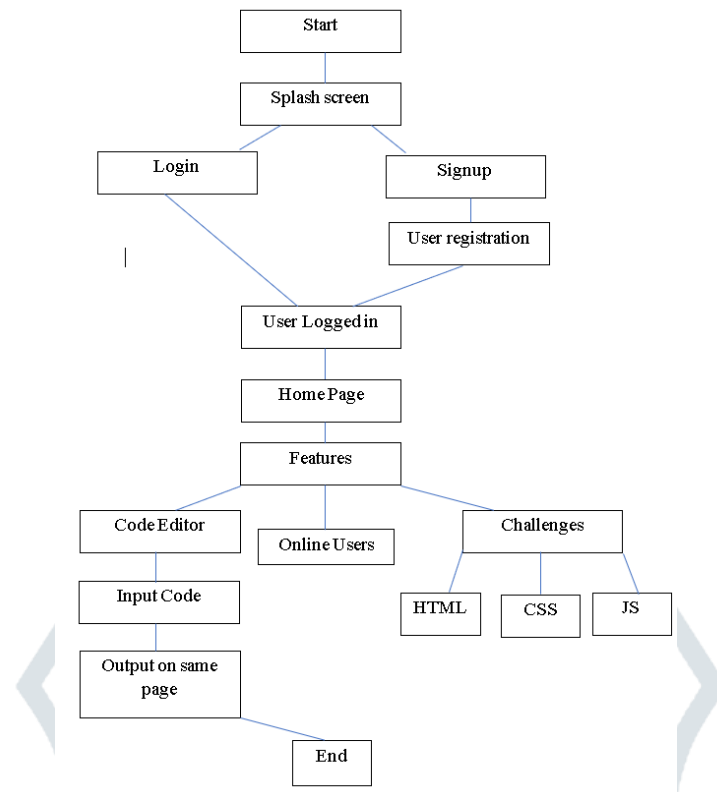 Start
Splash screen
Login
Signup
User registration
User Logged in
Home Page
Features
Code Editor
Online Users
Challenges
Input Code
HTML
CSS
JS
Output on same
page
End